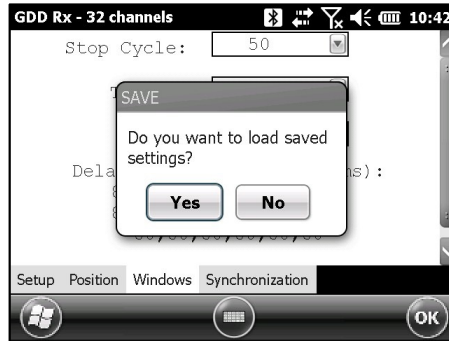 GDD Rx - 32 channels 10:42
Stop Cycle: 50
SAVE
Do you want to load saved
settings?
Dela s):
Yes No
Setup Position Windows Synchronization
OK